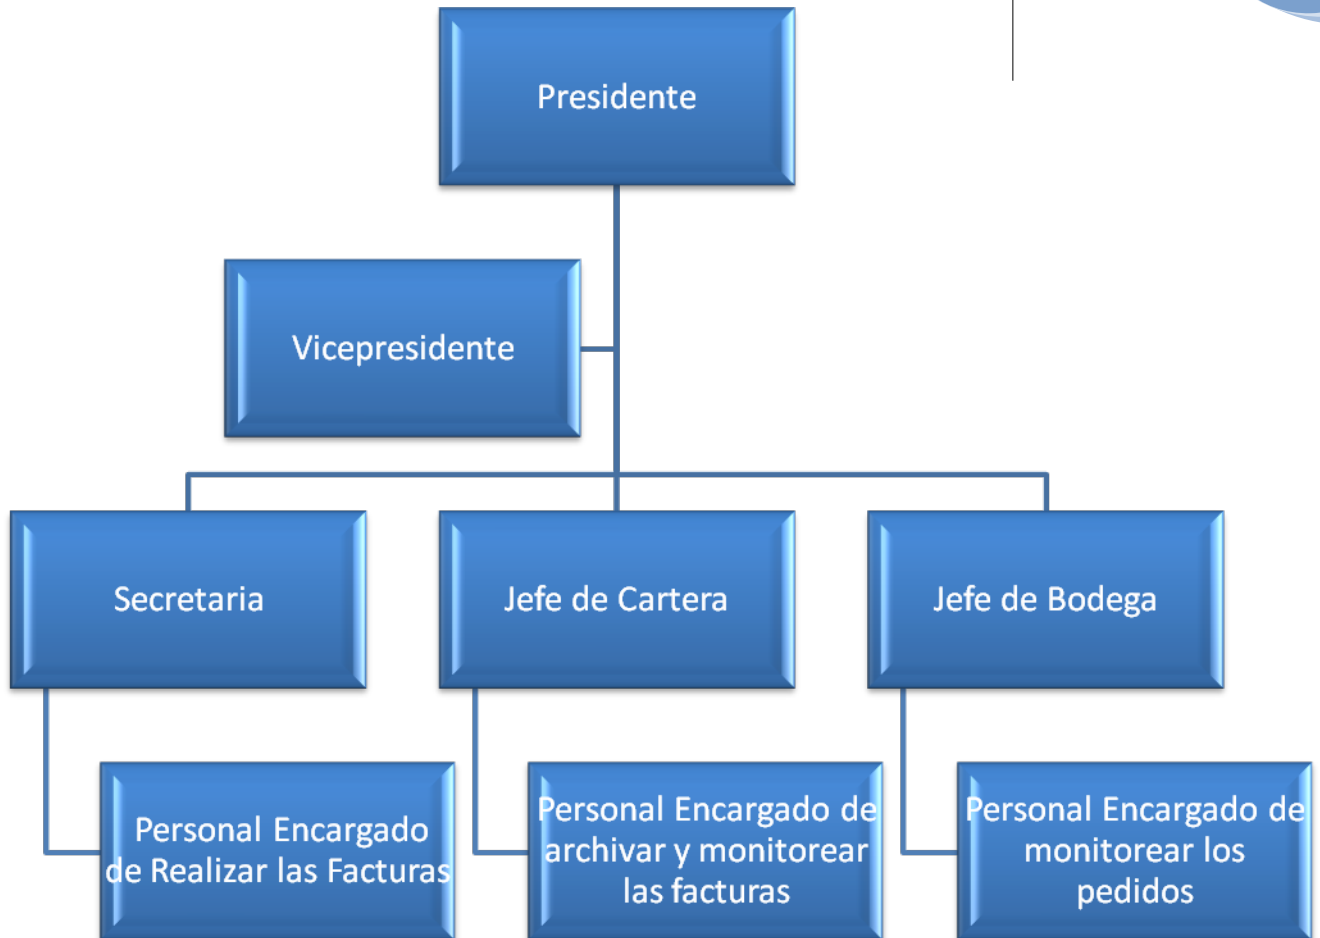 Presidente
Vicepresidente
Secretaria
Jefe de Cartera
Jefe de Bodega
Personal Encargado
de Realizar las Facturas
Personal Encargado de
archivar y monitorear
las facturas
Personal Encargado de
monitorear los
pedidos